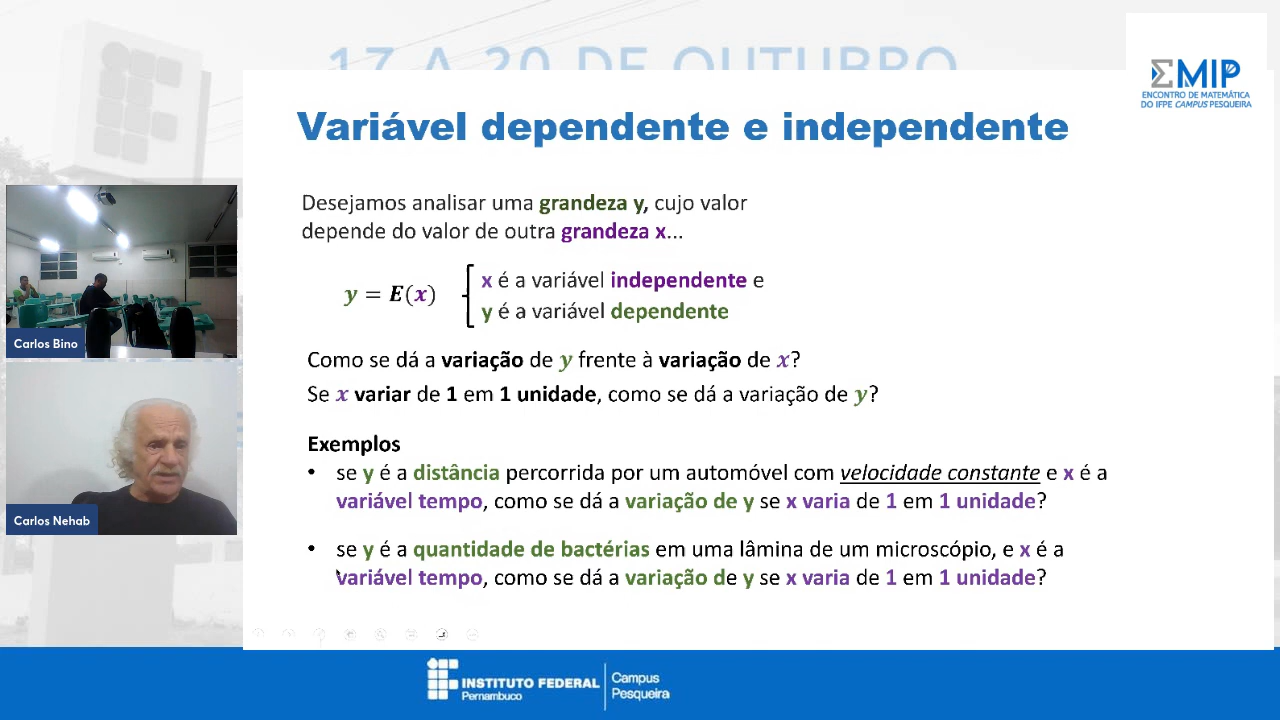 17 A 20 DE OUTUBRO
ΣMIP
ENCONTRO DE MATEMÁTICA
DO IFPE CAMPUS PESQUEIRA
Variável dependente e independente
Desejamos analisar uma grandeza y, cujo valor
depende do valor de outra grandeza x...
y = E(x)
x é a variável independente e
y é a variável dependente
Como se dá a variação de y frente à variação de x?
Se x variar de 1 em 1 unidade, como se dá a variação de y?
Exemplos
• se y é a distância percorrida por um automóvel com velocidade constante e x é a
variável tempo, como se dá a variação de y se x varia de 1 em 1 unidade?
• se y é a quantidade de bactérias em uma lâmina de um microscópio, e x é a
variável tempo, como se dá a variação de y se x varia de 1 em 1 unidade?
Carlos Bino
Carlos Nehab
INSTITUTO FEDERAL
Pernambuco
Campus
Pesqueira